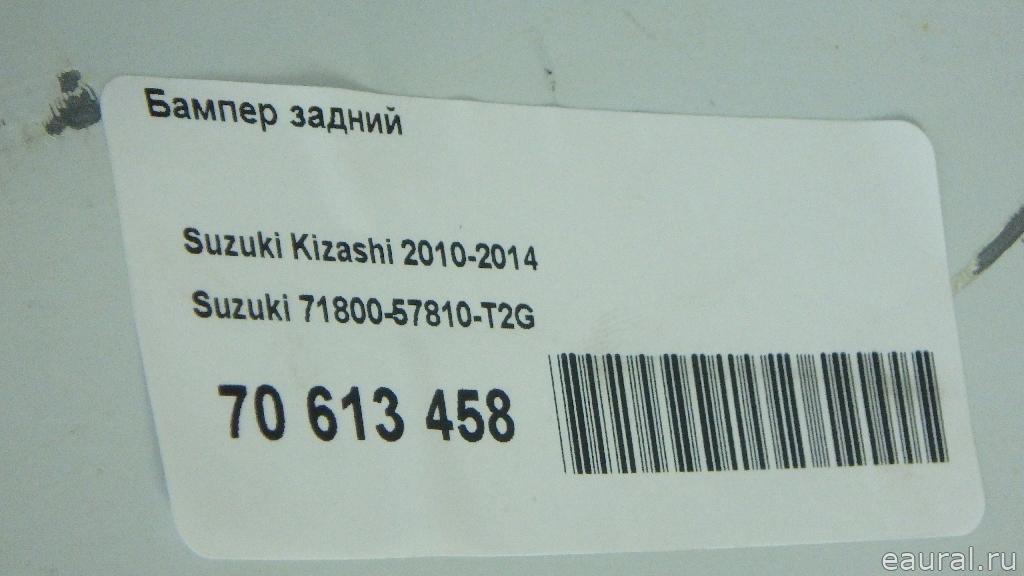 Бампер задний
Suzuki Kizashi 2010-2014
Suzuki 71800-57810-T2G
70 613 458
eaural.ru